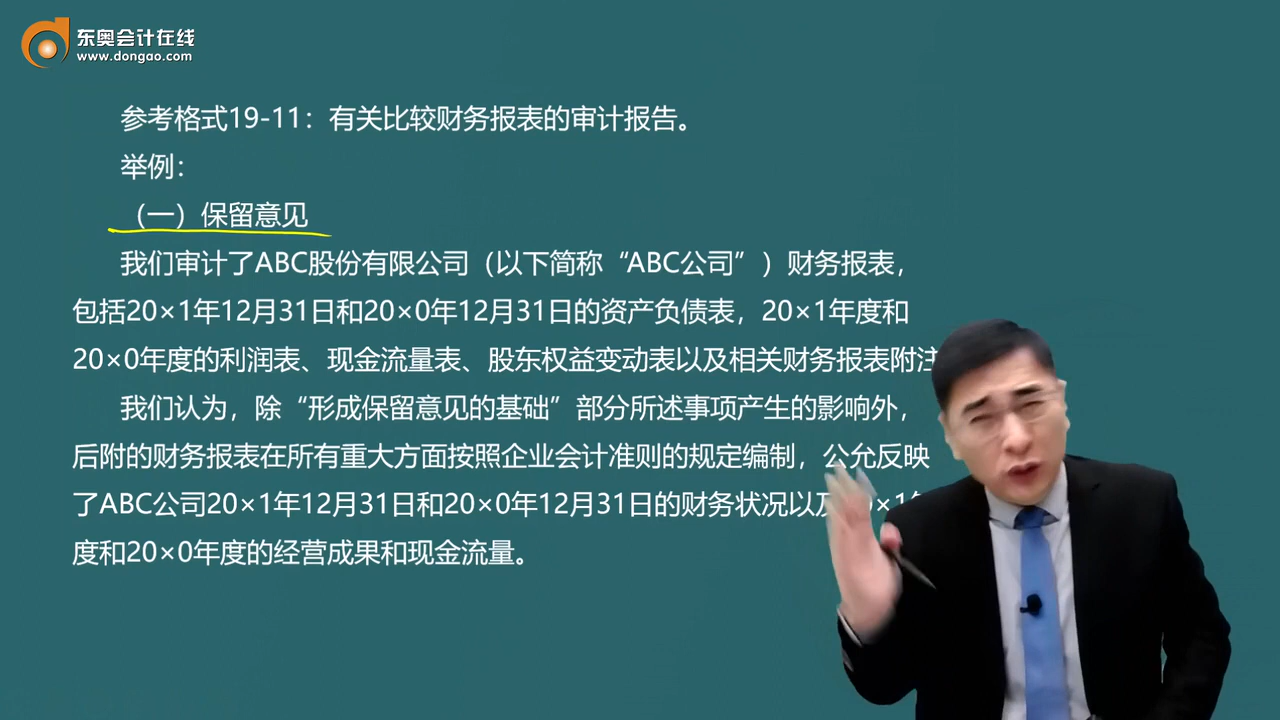 东奥会计在线
www.dongao.com
参考格式19-11：有关比较财务报表的审计报告。
举例：
（一）保留意见
我们审计了ABC股份有限公司（以下简称“ABC公司”）财务报表，
包括20×1年12月31日和20×0年12月31日的资产负债表，20×1年度和
20×0年度的利润表、现金流量表、股东权益变动表以及相关财务报表附注
我们认为，除“形成保留意见的基础”部分所述事项产生的影响外，
后附的财务报表在所有重大方面按照企业会计准则的规定编制，公允反映
了ABC公司20×1年12月31日和20×0年12月31日的财务状况以及
度和20×0年度的经营成果和现金流量。